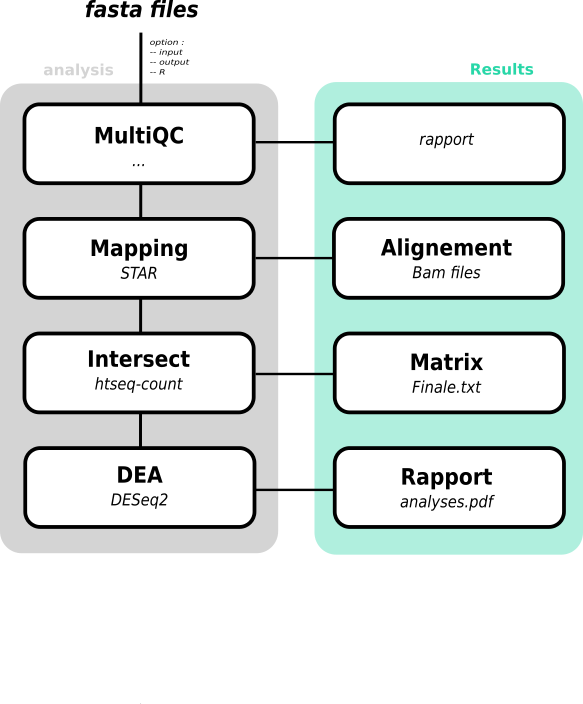 fasta files
option :
-- input
-- output
-- R
analysis
Results
MultiQC
...
rapport
Mapping
STAR
Alignement
Bam files
Intersect
htseq-count
Matrix
Finale.txt
DEA
DESeq2
Rapport
analyses.pdf